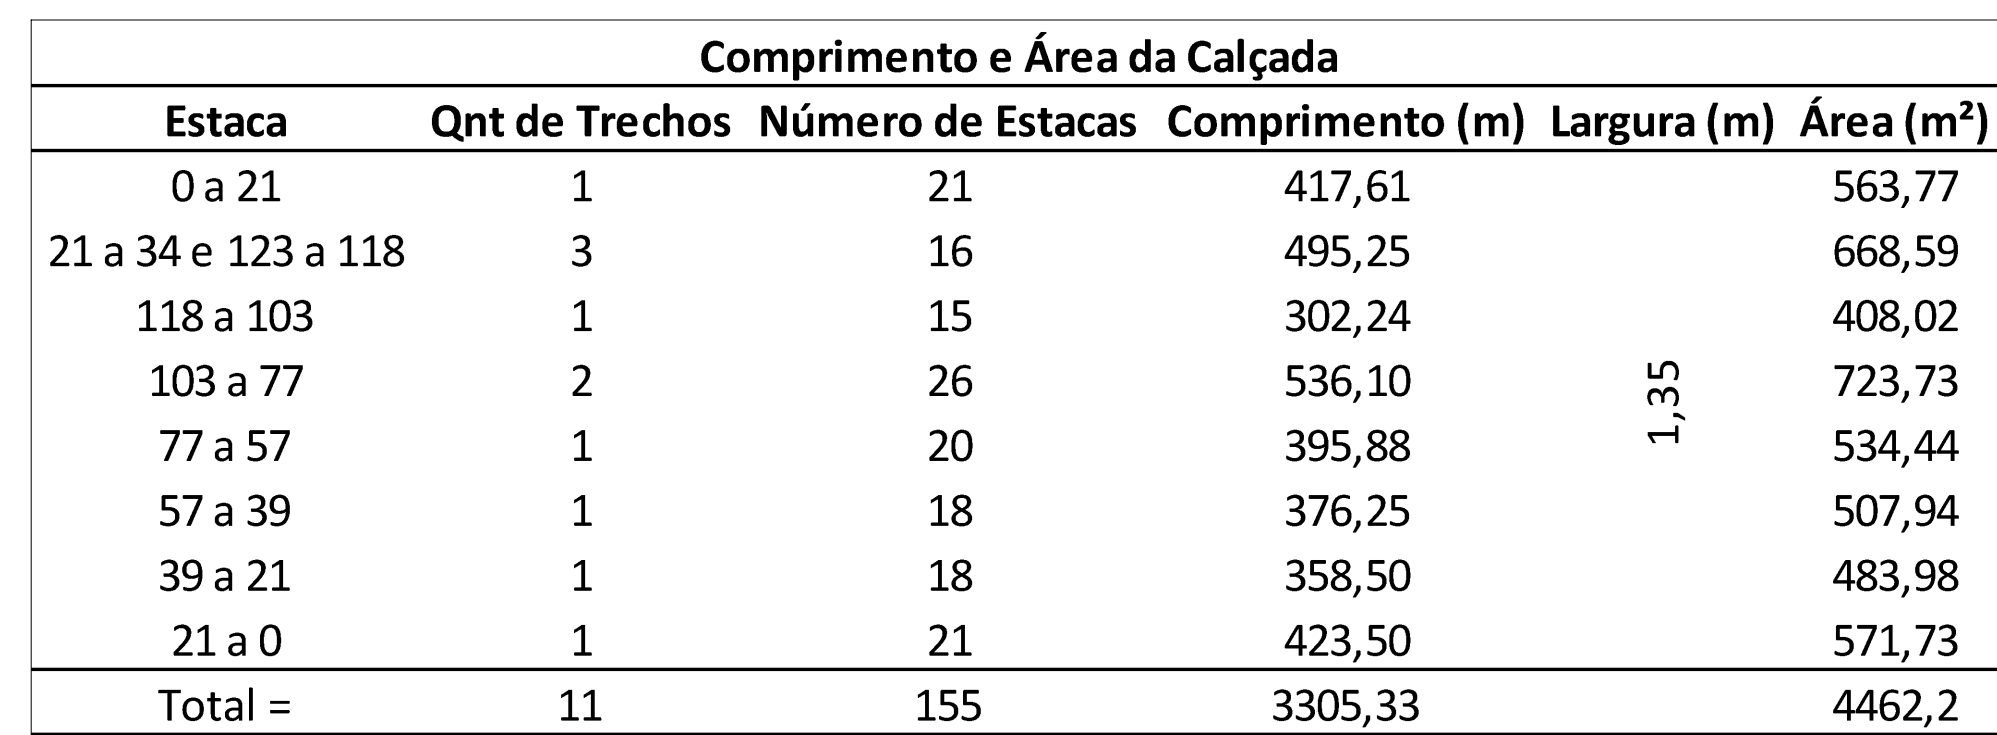 Comprimento e Área da Calçada
Estaca Qnt de Trechos Número de Estacas Comprimento (m) Largura (m) Área (m²)
0 a 21 1 21 417,61 563,77
21 a 34 e 123 a 118 3 16 495,25 668,59
118 a 103 1 15 302,24 408,02
103 a 77 2 26 536,10 723,73
1,35
77 a 57 1 20 395,88 534,44
57 a 39 1 18 376,25 507,94
39 a 21 1 18 358,50 483,98
21 a 0 1 21 423,50 571,73
Total = 11 155 3305,33 4462,2